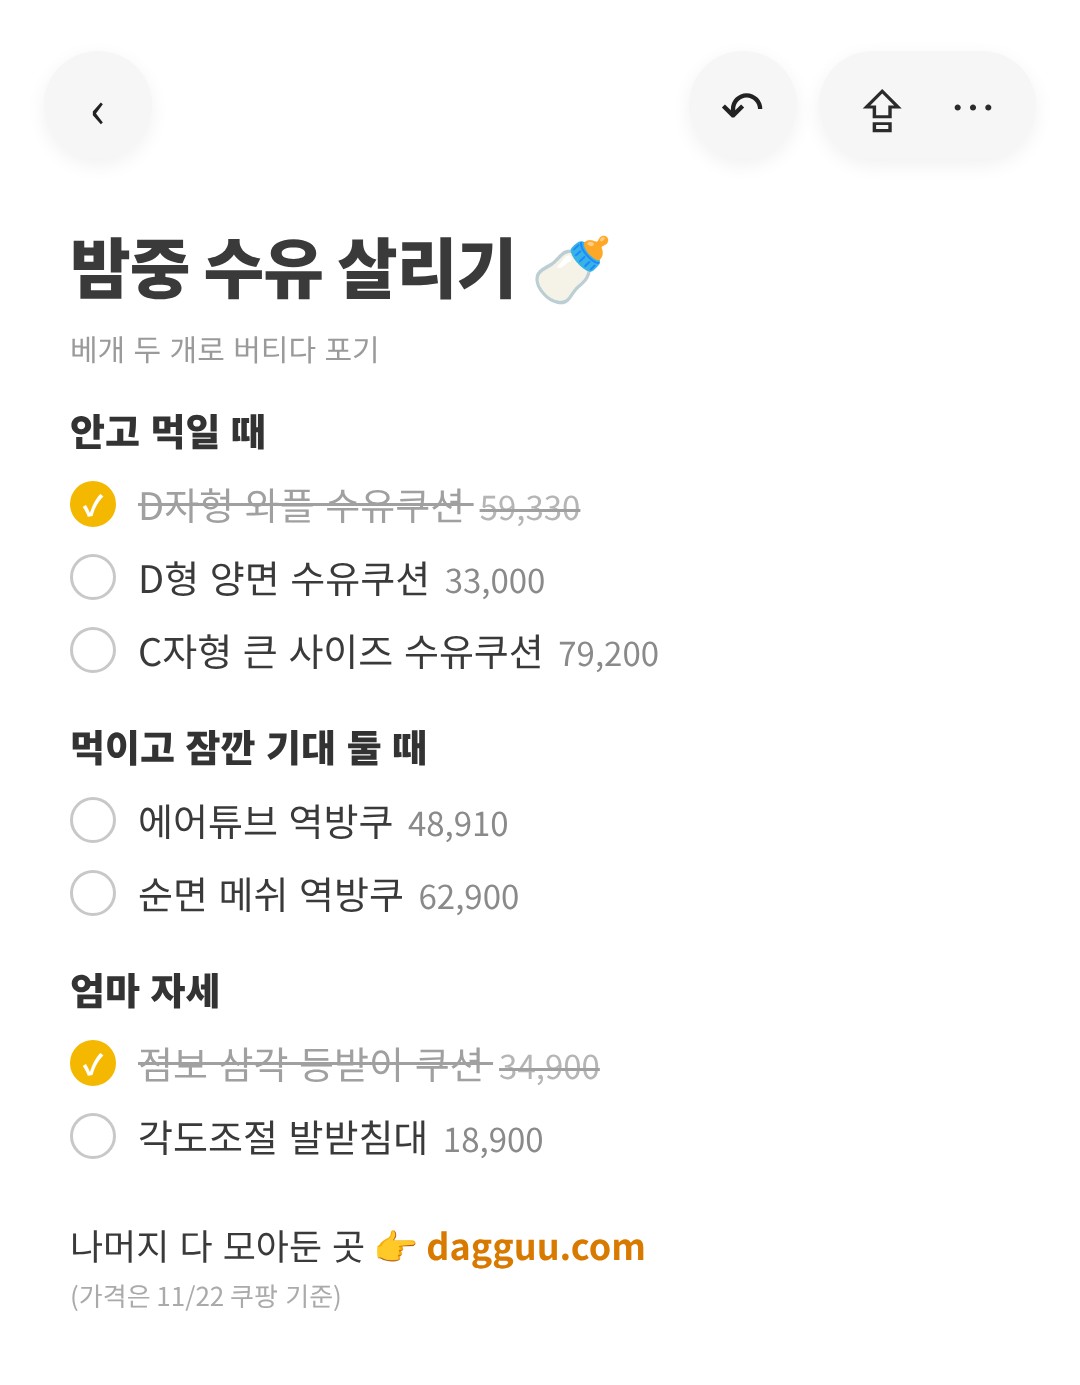 밤중 수유 살리기 🍼
베개 두 개로 버티다 포기
안고 먹일 때
D자형 와플 수유쿠션 59,330
D형 양면 수유쿠션 33,000
C자형 큰 사이즈 수유쿠션 79,200
먹이고 잠깐 기대 둘 때
에어튜브 역방쿠 48,910
순면 메쉬 역방쿠 62,900
엄마 자세
점보 삼각 등받이 쿠션 34,900
각도조절 발받침대 18,900
나머지 다 모아둔 곳 👉 dagguu.com
(가격은 11/22 쿠팡 기준)